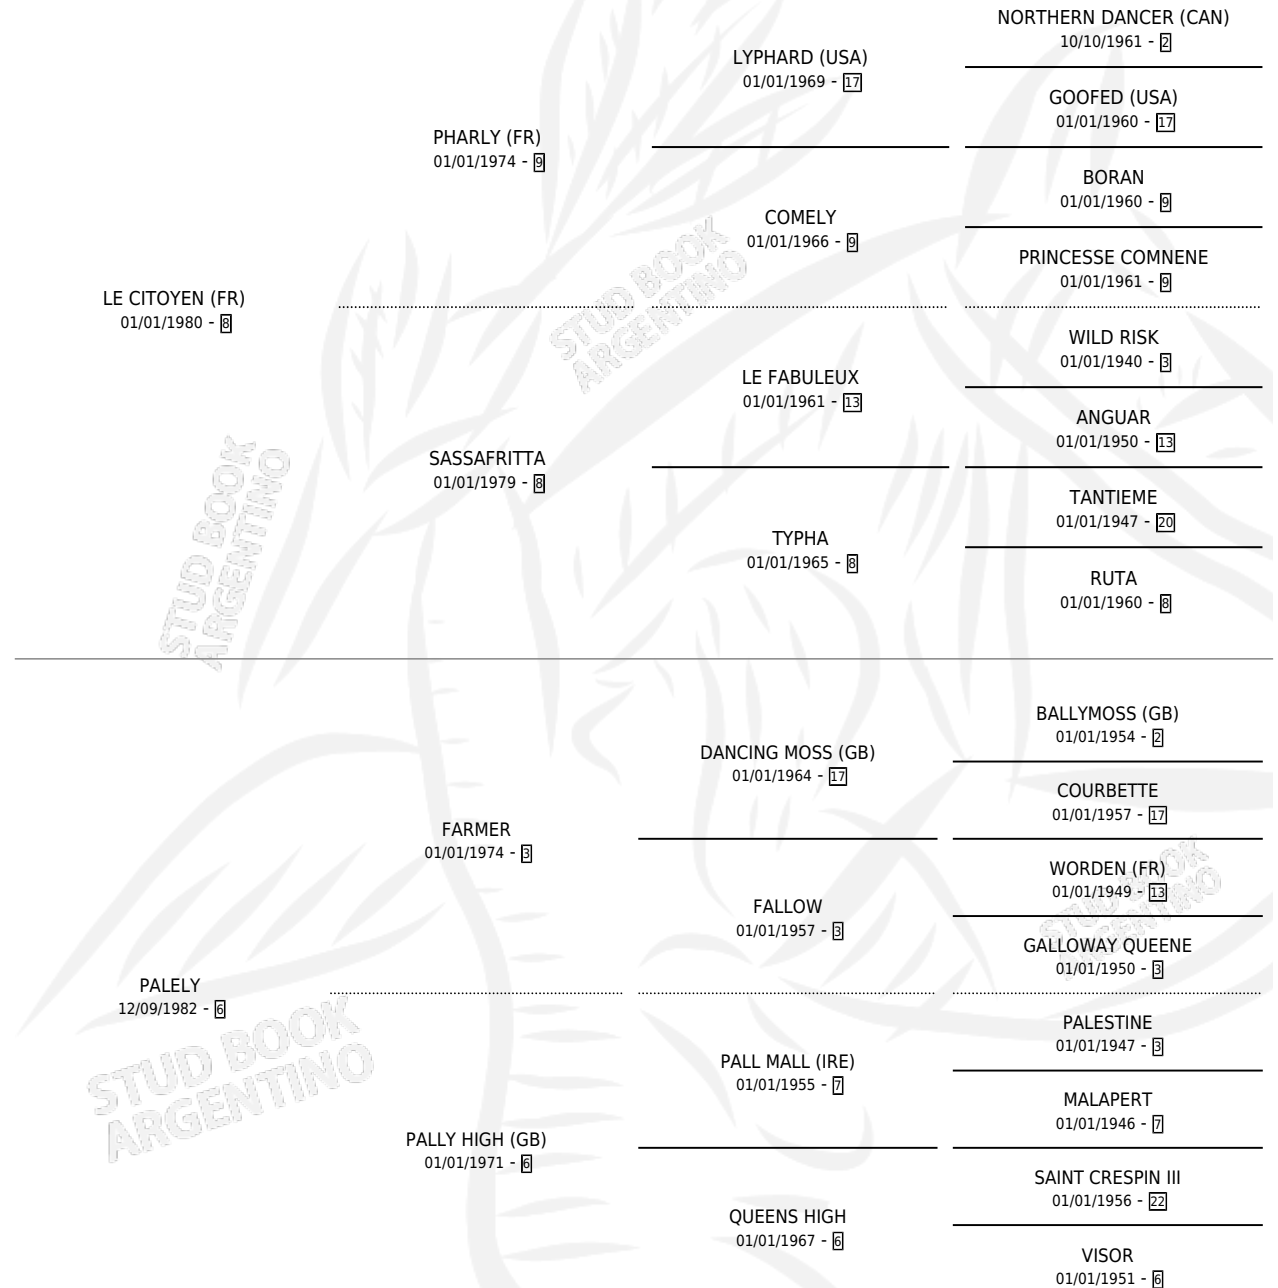 NORTHERN DANCER (CAN)
10/10/1961 - 2
LYPHARD (USA)
01/01/1969 - 17
GOOFED (USA)
01/01/1960 - 17
PHARLY (FR)
01/01/1974 - 9
BORAN
01/01/1960 - 9
COMELY
01/01/1966 - 9
PRINCESSE COMNENE
01/01/1961 - 9
LE CITOYEN (FR)
01/01/1980 - 8
WILD RISK
01/01/1940 - 3
LE FABULEUX
01/01/1961 - 13
ANGUAR
01/01/1950 - 13
SASSAFRITTA
01/01/1979 - 8
TANTIEME
01/01/1947 - 20
TYPHA
01/01/1965 - 8
RUTA
01/01/1960 - 8
BALLYMOSS (GB)
01/01/1954 - 2
DANCING MOSS (GB)
01/01/1964 - 17
COURBETTE
01/01/1957 - 17
FARMER
01/01/1974 - 3
WORDEN (FR)
01/01/1949 - 13
FALLOW
01/01/1957 - 3
GALLOWAY QUEENE
01/01/1950 - 3
PALELY
12/09/1982 - 6
PALESTINE
01/01/1947 - 3
PALL MALL (IRE)
01/01/1955 - 7
MALAPERT
01/01/1946 - 7
PALLY HIGH (GB)
01/01/1971 - 6
SAINT CRESPIN III
01/01/1956 - 22
QUEENS HIGH
01/01/1967 - 6
VISOR
01/01/1951 - 6
STUD BOOK
ARGENTINO
STUD BOOK
ARGENTINO
STUD BOOK
ARGENTINO
STUD BOOK
ARGENTINO